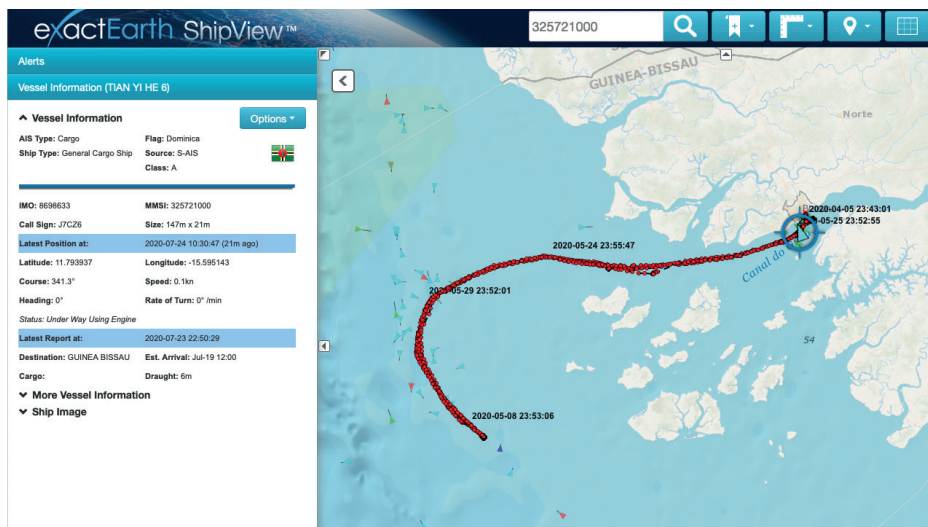 exactEarth ShipView™
325721000
Alerts
Vessel Information (TIAN YI HE 6)
Vessel Information
Options
AIS Type: Cargo Flag: Dominica
Ship Type: General Cargo Ship Source: S-AIS
Class: A
IMO: 8698633 MMSI: 325721000
Call Sign: J7CZ6 Size: 147m x 21m
Latest Position at: 2020-07-24 10:30:47 (21m ago)
Latitude: 11.793937 Longitude: -15.595143
Course: 341.3° Speed: 0.1kn
Heading: 0° Rate of Turn: 0° /min
Status: Under Way Using Engine
Latest Report at: 2020-07-23 22:50:29
Destination: GUINEA BISSAU Est. Arrival: Jul-19 12:00
Cargo: Draught: 6m
More Vessel Information
Ship Image
GUINEA-BISSAU
Norte
2020-04-05 23:43:01
05-25 23:52:55
2020-05-24 23:55:47
Canal do
05-29 23:52:01
54
2020-05-08 23:53:06